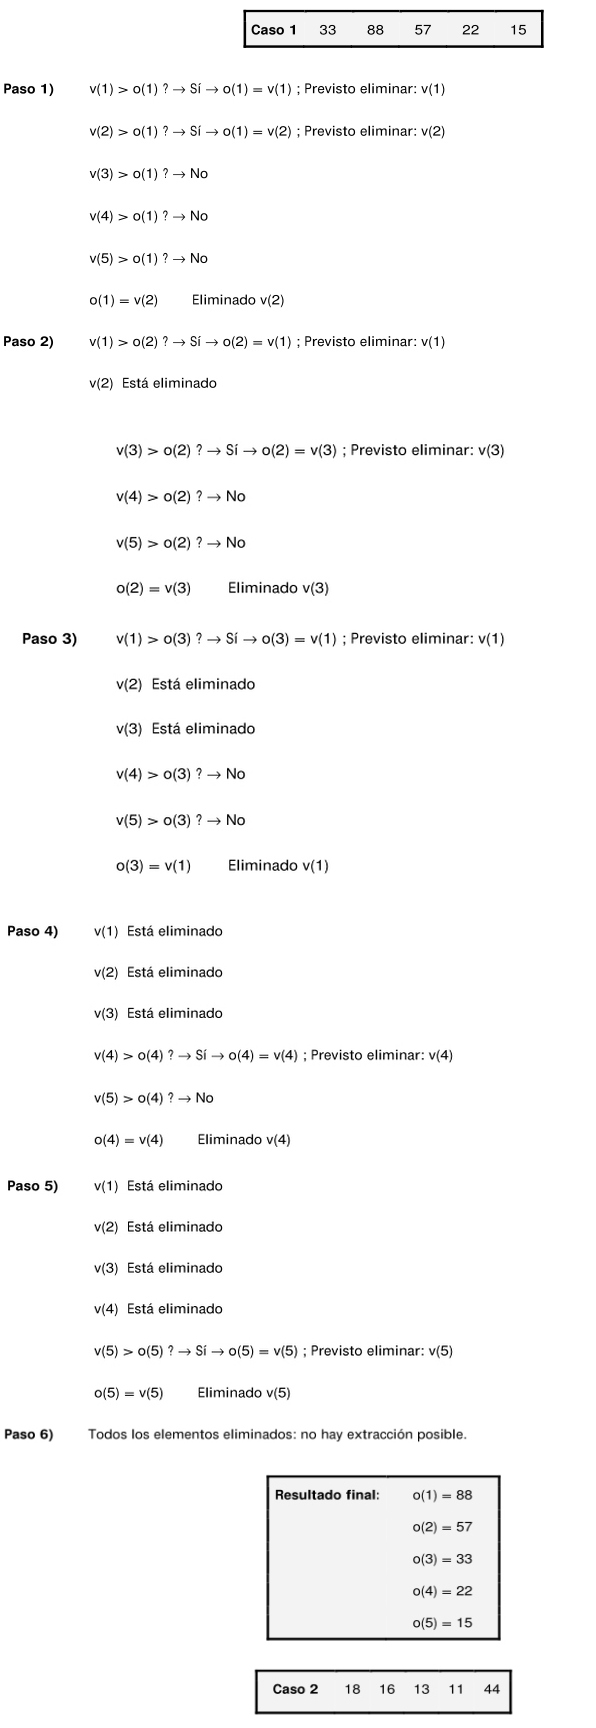 Caso 1 33 88 57 22 15
Paso 1) v(1) > o(1) ? → Sí → o(1) = v(1) ; Previsto eliminar: v(1)
v(2) > o(1) ? → Sí → o(1) = v(2) ; Previsto eliminar: v(2)
v(3) > o(1) ? → No
v(4) > o(1) ? → No
v(5) > o(1) ? → No
o(1) = v(2) Eliminado v(2)
Paso 2) v(1) > o(2) ? → Sí → o(2) = v(1) ; Previsto eliminar: v(1)
v(2) Está eliminado
v(3) > o(2) ? → Sí → o(2) = v(3) ; Previsto eliminar: v(3)
v(4) > o(2) ? → No
v(5) > o(2) ? → No
o(2) = v(3) Eliminado v(3)
Paso 3) v(1) > o(3) ? → Sí → o(3) = v(1) ; Previsto eliminar: v(1)
v(2) Está eliminado
v(3) Está eliminado
v(4) > o(3) ? → No
v(5) > o(3) ? → No
o(3) = v(1) Eliminado v(1)
Paso 4) v(1) Está eliminado
v(2) Está eliminado
v(3) Está eliminado
v(4) > o(4) ? → Sí → o(4) = v(4) ; Previsto eliminar: v(4)
v(5) > o(4) ? → No
o(4) = v(4) Eliminado v(4)
Paso 5) v(1) Está eliminado
v(2) Está eliminado
v(3) Está eliminado
v(4) Está eliminado
v(5) > o(5) ? → Sí → o(5) = v(5) ; Previsto eliminar: v(5)
o(5) = v(5) Eliminado v(5)
Paso 6) Todos los elementos eliminados: no hay extracción posible.
Resultado final: o(1) = 88
o(2) = 57
o(3) = 33
o(4) = 22
o(5) = 15
Caso 2 18 16 13 11 44